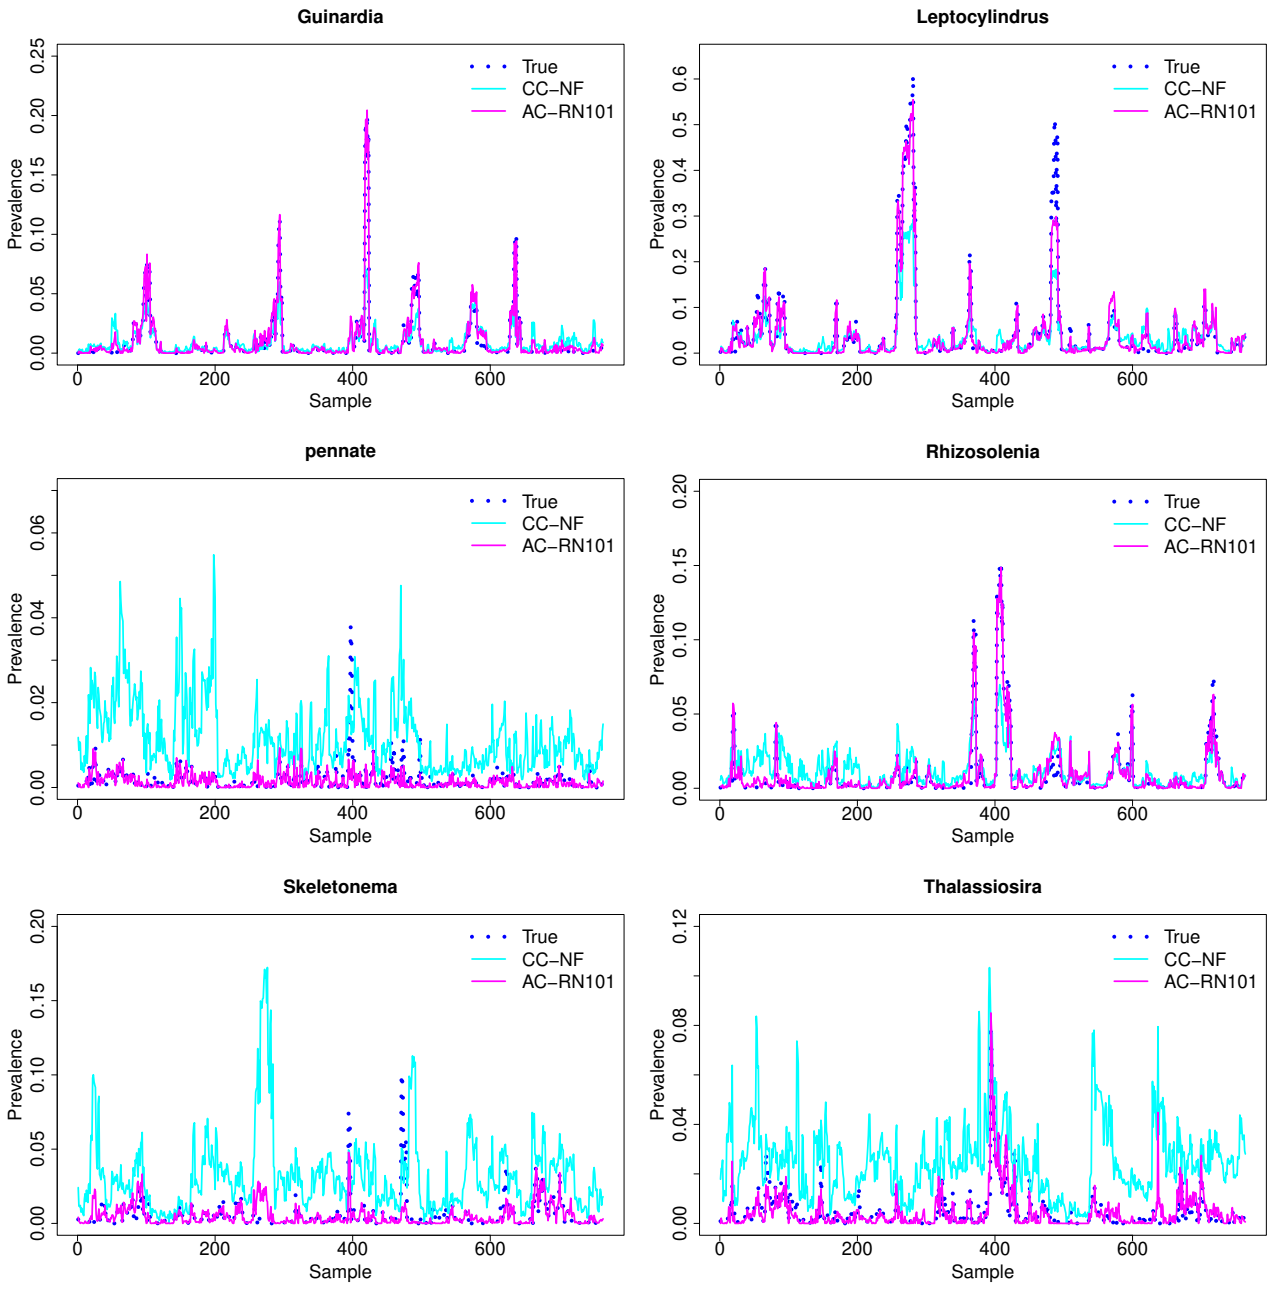 Guinardia
Prevalence
0.00 0.05 0.10 0.15 0.20 0.25
True
CC−NF
AC−RN101
0 200 400 600
Sample
Leptocylindrus
Prevalence
0.0 0.1 0.2 0.3 0.4 0.5 0.6
True
CC−NF
AC−RN101
0 200 400 600
Sample
pennate
Prevalence
0.00 0.02 0.04 0.06
True
CC−NF
AC−RN101
0 200 400 600
Sample
Rhizosolenia
Prevalence
0.00 0.05 0.10 0.15 0.20
True
CC−NF
AC−RN101
0 200 400 600
Sample
Skeletonema
Prevalence
0.00 0.05 0.10 0.15 0.20
True
CC−NF
AC−RN101
0 200 400 600
Sample
Thalassiosira
Prevalence
0.00 0.04 0.08 0.12
True
CC−NF
AC−RN101
0 200 400 600
Sample